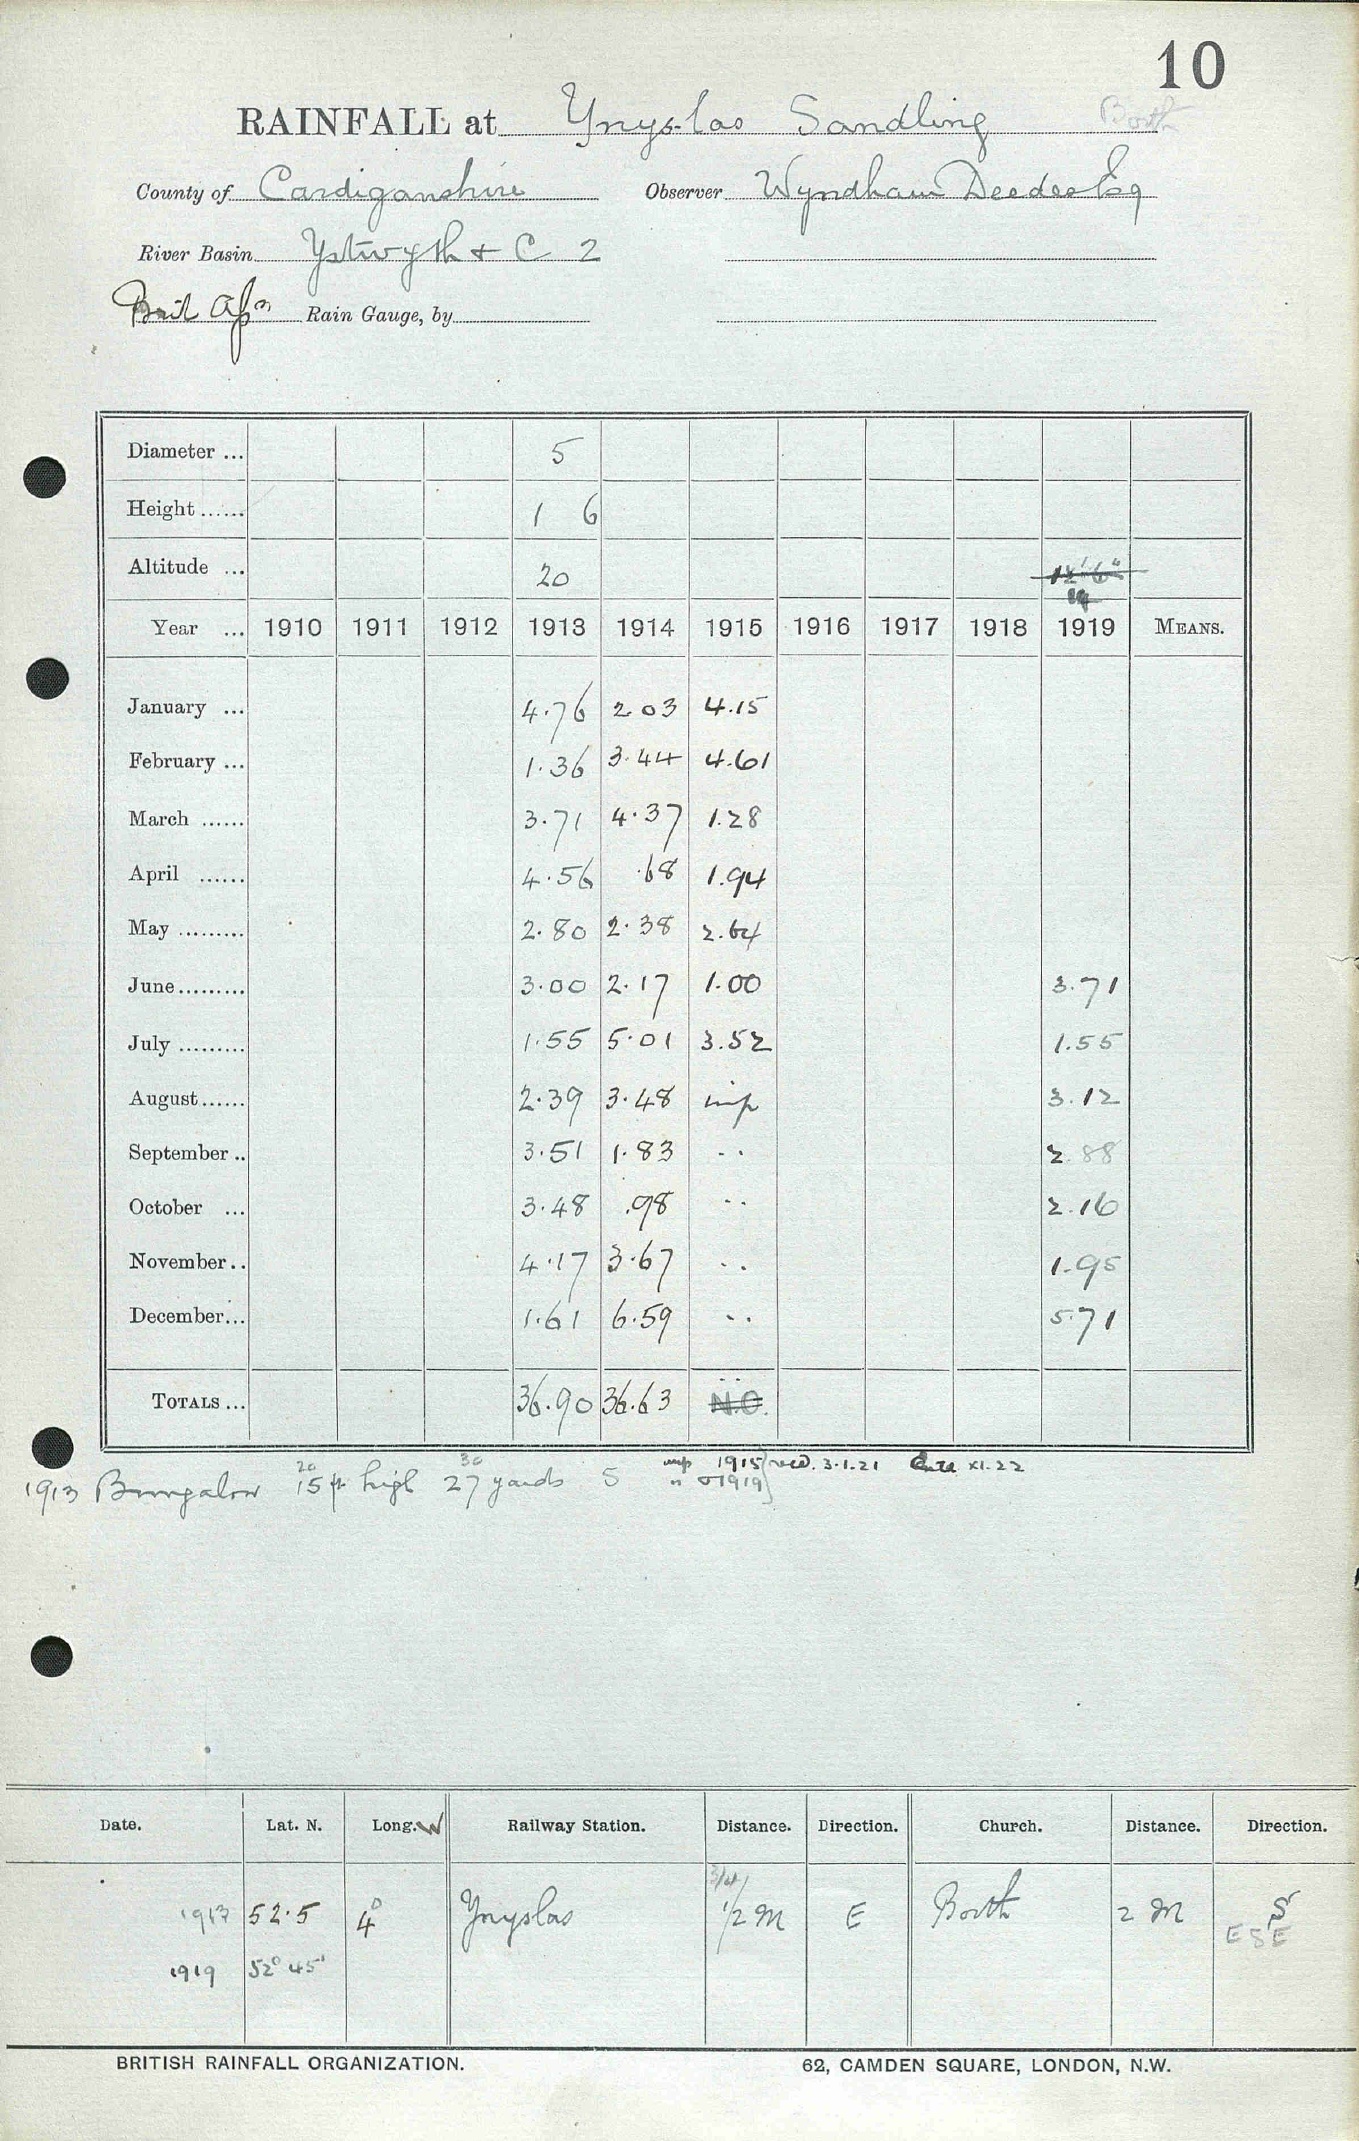 10
RAINFALL at Ynys-las Sandling Borth
County of Cardiganshire Observer Wyndham Deedes Esq
River Basin Ystwyth & C 2
Rain Gauge, by
Diameter ... 5
Height ...... 1 6
Altitude ... 20 12' 6"
Year ... 1910 1911 1912 1913 1914 1915 1916 1917 1918 1919 MEANS.
January ... 4.76 2.03 4.15
February ... 1.36 3.44 4.61
March ...... 3.71 4.37 1.28
April ...... 4.56 .68 1.94
May ......... 2.80 2.38 2.64
June......... 3.00 2.17 1.00 3.71
July ......... 1.55 5.01 3.52 1.55
August...... 2.39 3.48 imp 3.12
September .. 3.51 1.83 .. 2.88
October ... 3.48 .98 .. 2.16
November.. 4.17 3.67 .. 1.95
December... 1.61 6.59 .. 5.71
TOTALS ... 36.90 36.63 .. N.O.
20 30 imp 1915 } recd. 3.1.21 XI.22
1913 Bungalow 15 ft high 27 yards 5 " 1919
Date. Lat. N. Long. W Railway Station. Distance. Direction. Church. Distance. Direction.
3/4
1913 52.5 4° Ynyslas 1/2 M E Borth 2 M S
ESE
1919 52° 45'
BRITISH RAINFALL ORGANIZATION. 62, CAMDEN SQUARE, LONDON, N.W.